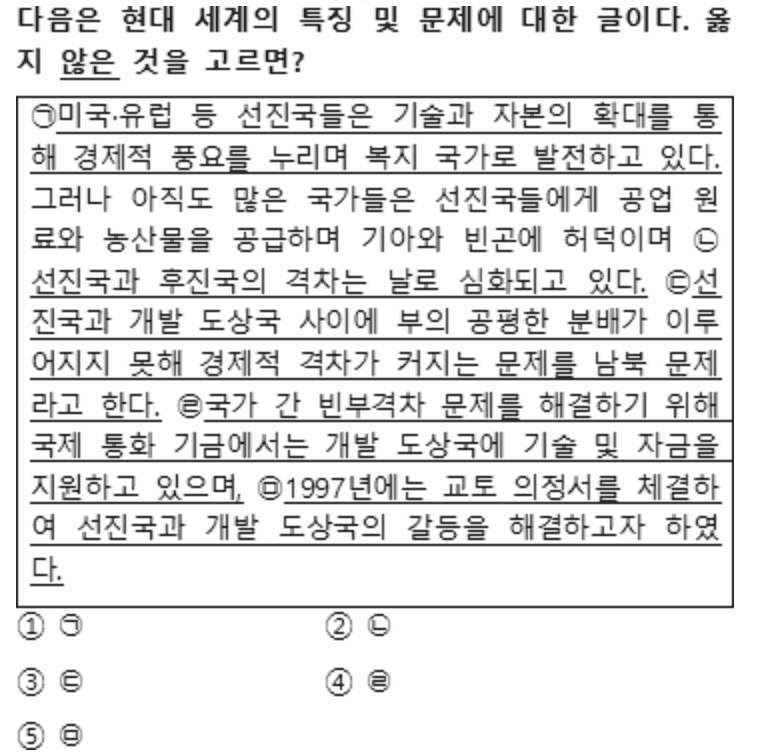 다음은 현대 세계의 특징 및 문제에 대한 글이다. 옳
지 않은 것을 고르면?
㉠미국·유럽 등 선진국들은 기술과 자본의 확대를 통
해 경제적 풍요를 누리며 복지 국가로 발전하고 있다.
그러나 아직도 많은 국가들은 선진국들에게 공업 원
료와 농산물을 공급하며 기아와 빈곤에 허덕이며 ㉡
선진국과 후진국의 격차는 날로 심화되고 있다. ㉢선
진국과 개발 도상국 사이에 부의 공평한 분배가 이루
어지지 못해 경제적 격차가 커지는 문제를 남북 문제
라고 한다. ㉣국가 간 빈부격차 문제를 해결하기 위해
국제 통화 기금에서는 개발 도상국에 기술 및 자금을
지원하고 있으며, ㉤1997년에는 교토 의정서를 체결하
여 선진국과 개발 도상국의 갈등을 해결하고자 하였
다.
① ㉠ ② ㉡
③ ㉢ ④ ㉣
⑤ ㉤